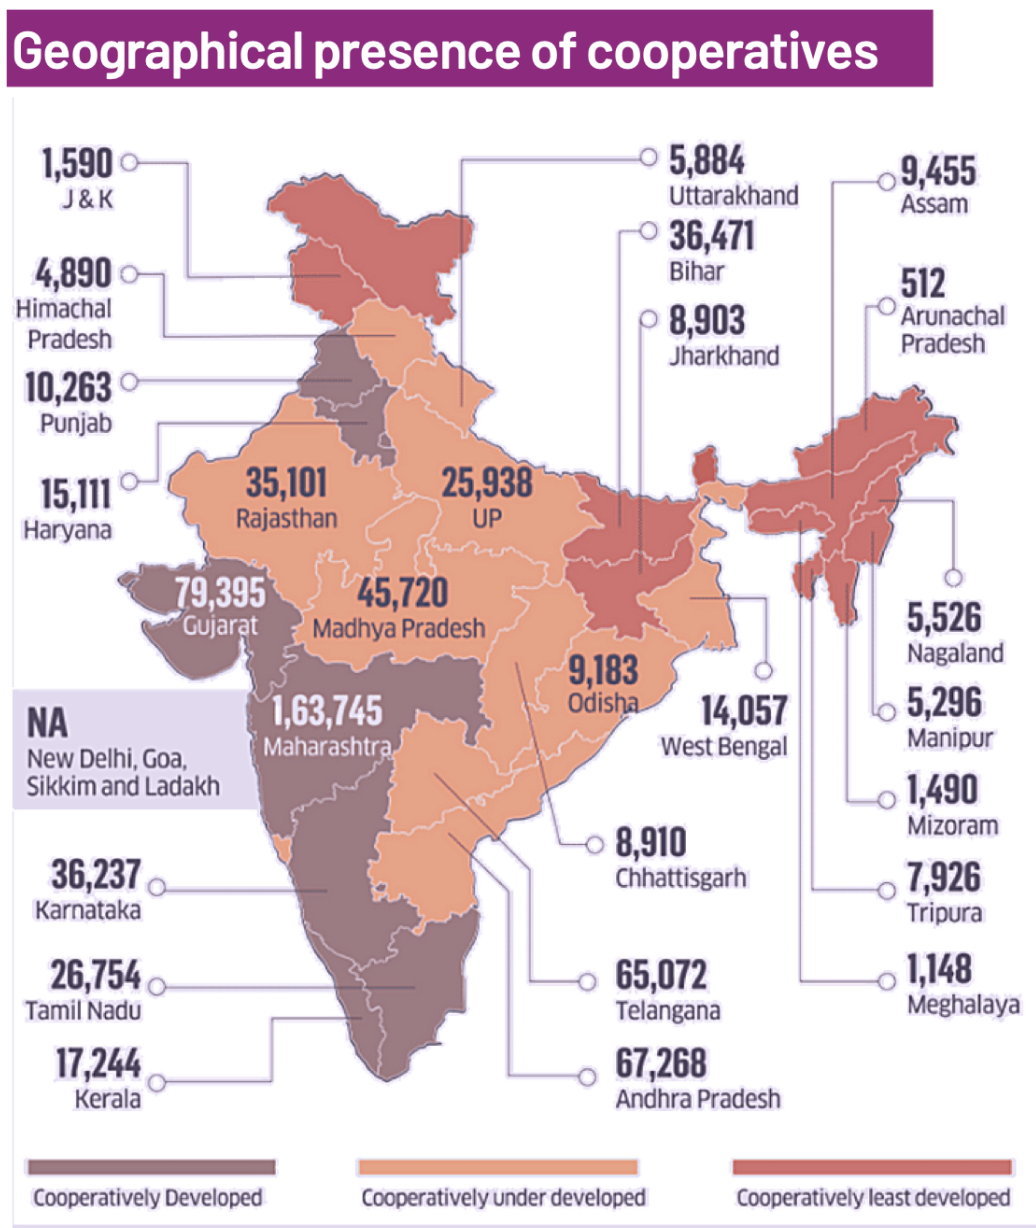 Geographical presence of cooperatives
1,590
J & K
4,890
Himachal
Pradesh
10,263
Punjab
15,111
Haryana
5,884
Uttarakhand
36,471
Bihar
8,903
Jharkhand
9,455
Assam
512
Arunachal
Pradesh
35,101
Rajasthan
25,938
UP
79,395
Gujarat
45,720
Madhya Pradesh
9,183
Odisha
1,63,745
Maharashtra
NA
New Delhi, Goa,
Sikkim and Ladakh
14,057
West Bengal
5,526
Nagaland
5,296
Manipur
1,490
Mizoram
7,926
Tripura
1,148
Meghalaya
8,910
Chhattisgarh
65,072
Telangana
67,268
Andhra Pradesh
36,237
Karnataka
26,754
Tamil Nadu
17,244
Kerala
Cooperatively Developed
Cooperatively under developed
Cooperatively least developed